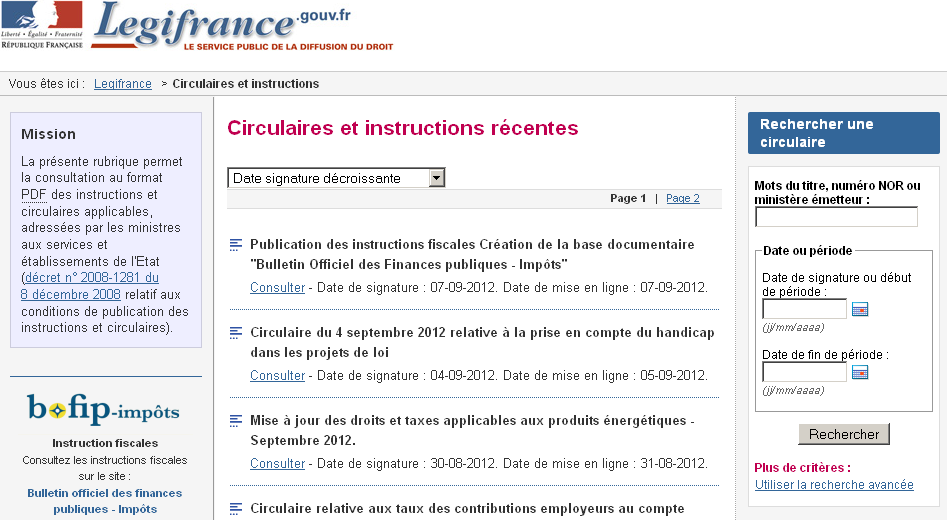 Legifrance.gouv.fr
Liberté • Égalité • Fraternité
RÉPUBLIQUE FRANÇAISE
LE SERVICE PUBLIC DE LA DIFFUSION DU DROIT
Vous êtes ici : Legifrance > Circulaires et instructions
Mission
La présente rubrique permet
la consultation au format
PDF des instructions et
circulaires applicables,
adressées par les ministres
aux services et
établissements de l'Etat
(décret n° 2008-1281 du
8 décembre 2008 relatif aux
conditions de publication des
instructions et circulaires).
bofip-impôts
Instruction fiscales
Consultez les instructions fiscales
sur le site :
Bulletin officiel des finances
publiques - Impôts
Circulaires et instructions récentes
Date signature décroissante
Page 1 | Page 2
Publication des instructions fiscales Création de la base documentaire
"Bulletin Officiel des Finances publiques - Impôts"
Consulter - Date de signature : 07-09-2012. Date de mise en ligne : 07-09-2012.
Circulaire du 4 septembre 2012 relative à la prise en compte du handicap
dans les projets de loi
Consulter - Date de signature : 04-09-2012. Date de mise en ligne : 05-09-2012.
Mise à jour des droits et taxes applicables aux produits énergétiques -
Septembre 2012.
Consulter - Date de signature : 30-08-2012. Date de mise en ligne : 31-08-2012.
Circulaire relative aux taux des contributions employeurs au compte
Rechercher une
circulaire
Mots du titre, numéro NOR ou
ministère émetteur :
Date ou période
Date de signature ou début
de période :
(jj/mm/aaaa)
Date de fin de période :
(jj/mm/aaaa)
Rechercher
Plus de critères :
Utiliser la recherche avancée